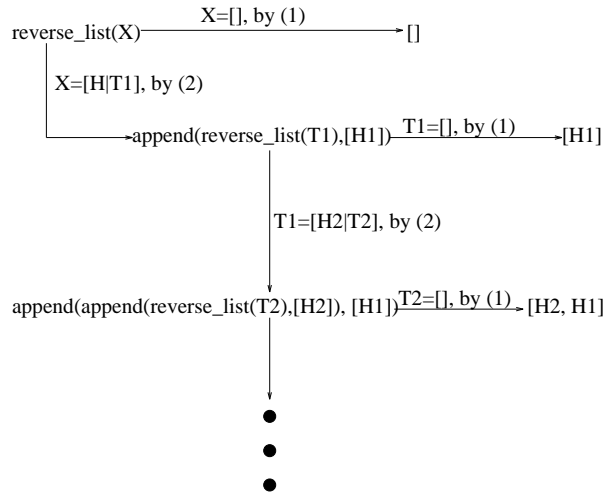 X=[], by (1)
reverse_list(X)
[]
X=[H|T1], by (2)
append(reverse_list(T1),[H1])
T1=[], by (1)
[H1]
T1=[H2|T2], by (2)
append(append(reverse_list(T2),[H2]), [H1])
T2=[], by (1)
[H2, H1]